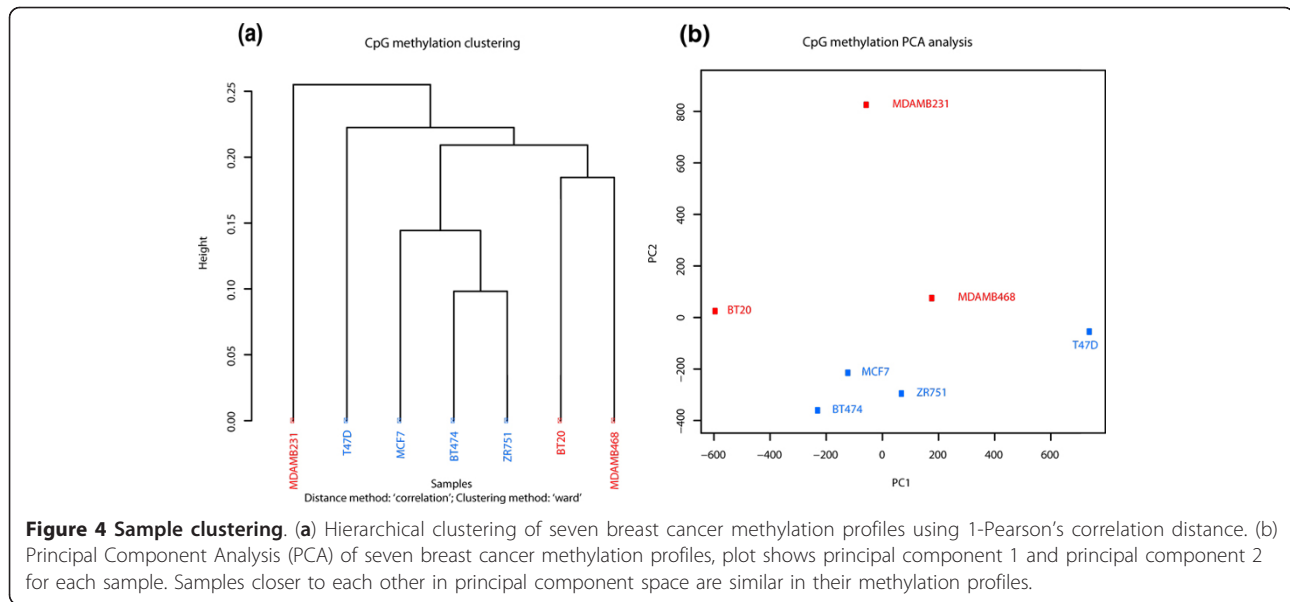 (a)
CpG methylation clustering
Height
0.25
0.20
0.15
0.10
0.05
0.00
MDAMB231
T47D
MCF7
BT474
ZR751
BT20
MDAMB468
Samples
Distance method: ‘correlation’; Clustering method: ‘ward’
(b)
CpG methylation PCA analysis
PC2
800
600
400
200
0
−200
−400
MDAMB231
MDAMB468
BT20
T47D
MCF7
ZR751
BT474
−600
−400
−200
0
200
400
600
PC1
Figure 4 Sample clustering. (a) Hierarchical clustering of seven breast cancer methylation profiles using 1-Pearson’s correlation distance. (b)
Principal Component Analysis (PCA) of seven breast cancer methylation profiles, plot shows principal component 1 and principal component 2
for each sample. Samples closer to each other in principal component space are similar in their methylation profiles.